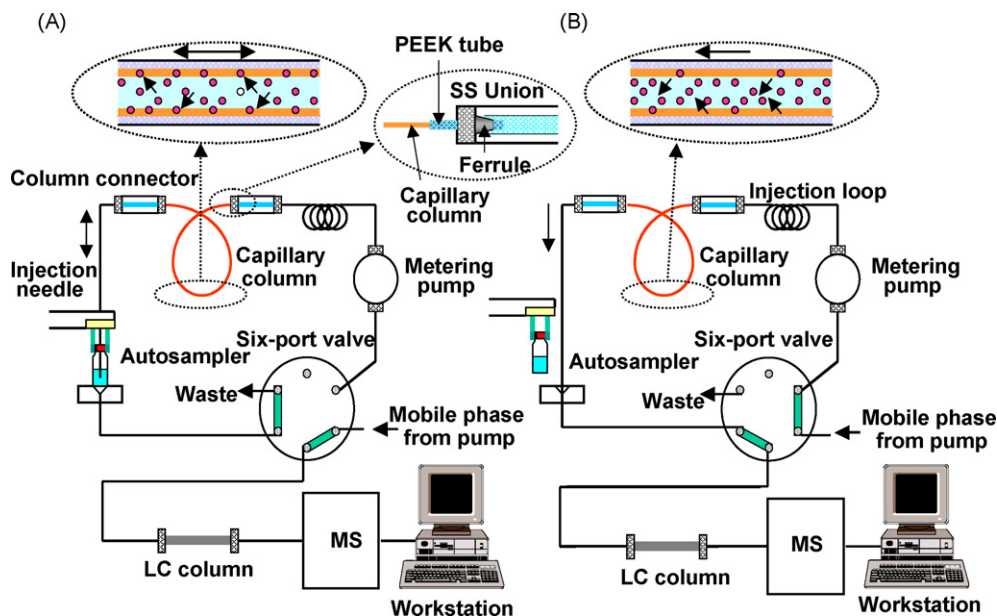 (A)
PEEK tube
SS Union
Ferrule
Capillary
column
Column connector
Injection
needle
Capillary
column
Metering
pump
Six-port valve
Autosampler
Waste
Mobile phase
from pump
MS
LC column
Workstation
(B)
Injection loop
Capillary
column
Metering
pump
Six-port valve
Autosampler
Waste
Mobile phase
from pump
MS
LC column
Workstation